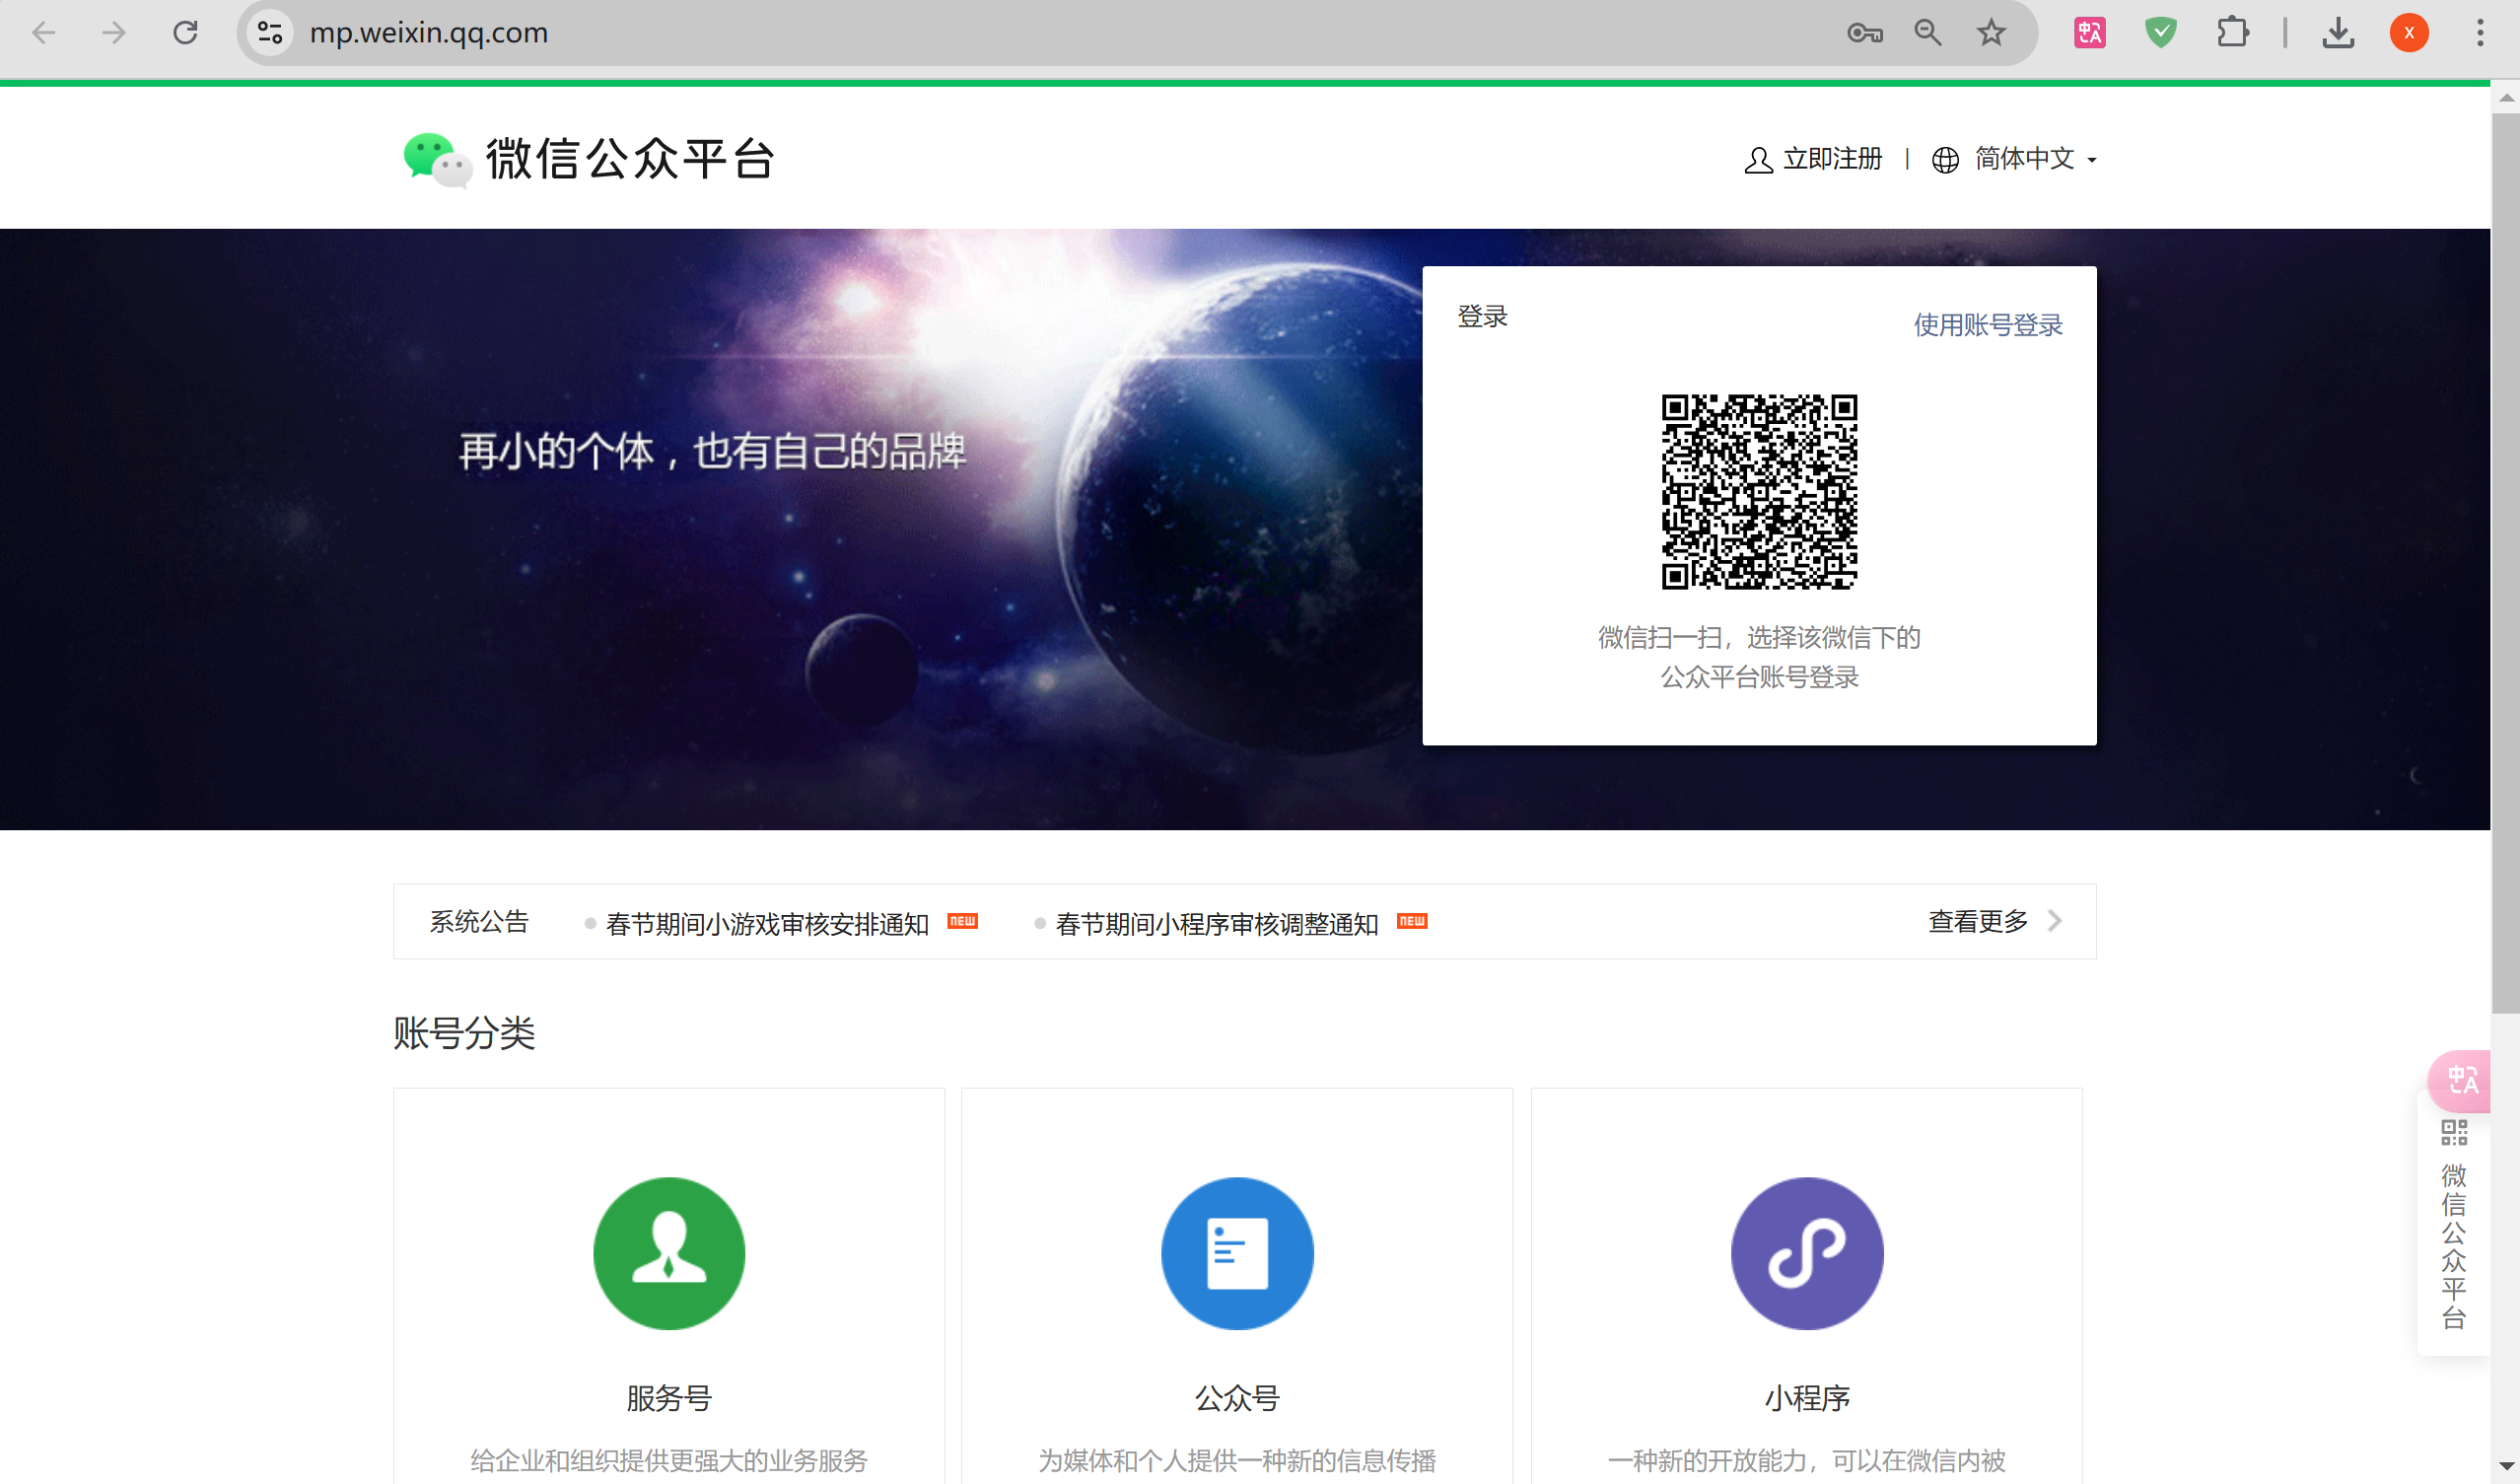 mp.weixin.qq.com
X
微信公众平台
立即注册
简体中文
登录
使用账号登录
再小的个体，也有自己的品牌
微信扫一扫，选择该微信下的
公众平台账号登录
系统公告
春节期间小游戏审核安排通知 NEW
春节期间小程序审核调整通知 NEW
查看更多
账号分类
中A
微信公众平台
服务号
公众号
小程序
给企业和组织提供更强大的业务服务
为媒体和个人提供一种新的信息传播
一种新的开放能力，可以在微信内被